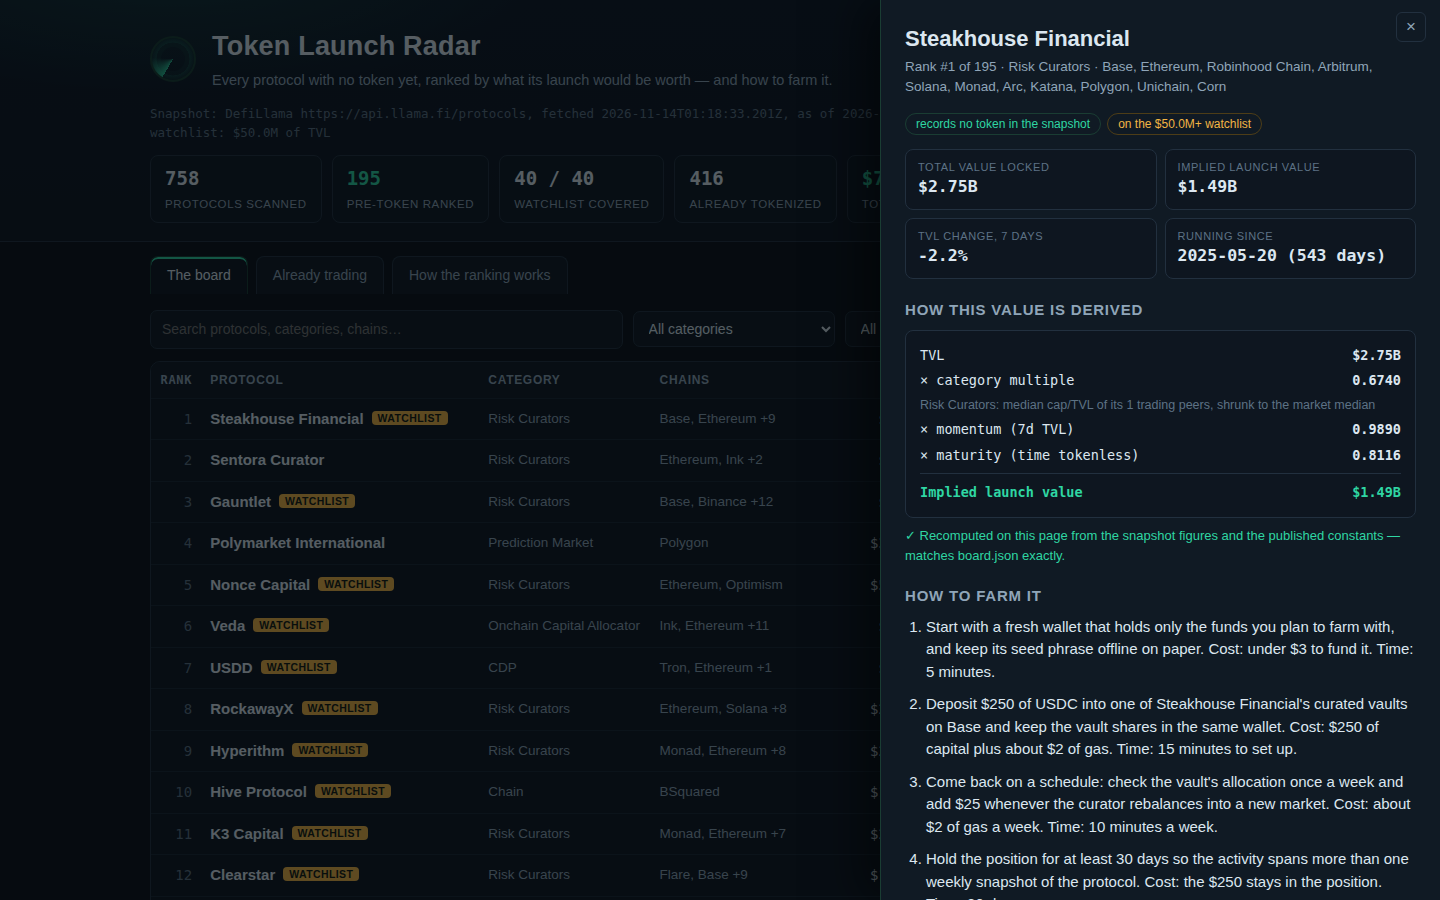 Token Launch Radar
Every protocol with no token yet, ranked by what its launch would be worth — and how to farm it.
Snapshot: DefiLlama https://api.llama.fi/protocols, fetched 2026-11-14T01:18:33.201Z, as of 2026-
watchlist: $50.0M of TVL
758
PROTOCOLS SCANNED
195
PRE-TOKEN RANKED
40 / 40
WATCHLIST COVERED
416
ALREADY TOKENIZED
The board
Already trading
How the ranking works
Search protocols, categories, chains…
All categories
All
RANK PROTOCOL CATEGORY CHAINS
1 Steakhouse Financial WATCHLIST Risk Curators Base, Ethereum +9
2 Sentora Curator Risk Curators Ethereum, Ink +2
3 Gauntlet WATCHLIST Risk Curators Base, Binance +12
4 Polymarket International Prediction Market Polygon $
5 Nonce Capital WATCHLIST Risk Curators Ethereum, Optimism $
6 Veda WATCHLIST Onchain Capital Allocator Ink, Ethereum +11
7 USDD WATCHLIST CDP Tron, Ethereum +1
8 RockawayX WATCHLIST Risk Curators Ethereum, Solana +8 $
9 Hyperithm WATCHLIST Risk Curators Monad, Ethereum +8 $
10 Hive Protocol WATCHLIST Chain BSquared $
11 K3 Capital WATCHLIST Risk Curators Monad, Ethereum +7 $
12 Clearstar WATCHLIST Risk Curators Flare, Base +9 $
×
Steakhouse Financial
Rank #1 of 195 · Risk Curators · Base, Ethereum, Robinhood Chain, Arbitrum,
Solana, Monad, Arc, Katana, Polygon, Unichain, Corn
records no token in the snapshot
on the $50.0M+ watchlist
TOTAL VALUE LOCKED
$2.75B
IMPLIED LAUNCH VALUE
$1.49B
TVL CHANGE, 7 DAYS
-2.2%
RUNNING SINCE
2025-05-20 (543 days)
HOW THIS VALUE IS DERIVED
TVL $2.75B
× category multiple 0.6740
Risk Curators: median cap/TVL of its 1 trading peers, shrunk to the market median
× momentum (7d TVL) 0.9890
× maturity (time tokenless) 0.8116
Implied launch value $1.49B
✓ Recomputed on this page from the snapshot figures and the published constants —
matches board.json exactly.
HOW TO FARM IT
1. Start with a fresh wallet that holds only the funds you plan to farm with,
and keep its seed phrase offline on paper. Cost: under $3 to fund it. Time:
5 minutes.
2. Deposit $250 of USDC into one of Steakhouse Financial's curated vaults
on Base and keep the vault shares in the same wallet. Cost: $250 of
capital plus about $2 of gas. Time: 15 minutes to set up.
3. Come back on a schedule: check the vault's allocation once a week and
add $25 whenever the curator rebalances into a new market. Cost: about
$2 of gas a week. Time: 10 minutes a week.
4. Hold the position for at least 30 days so the activity spans more than one
weekly snapshot of the protocol. Cost: the $250 stays in the position.